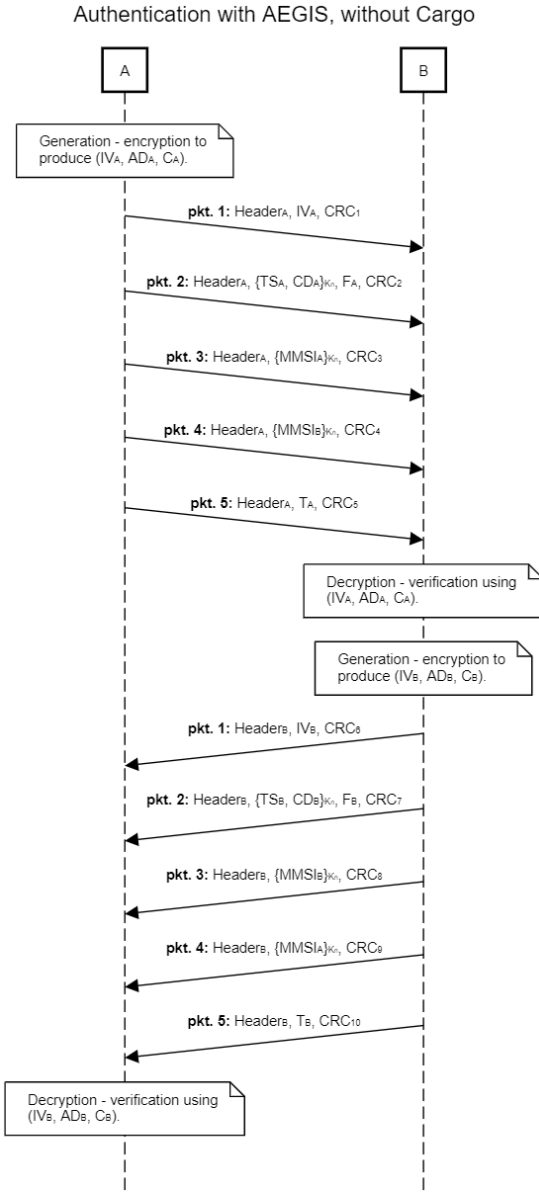 Authentication with AEGIS, without Cargo
A
B
Generation - encryption to
produce (IVA, ADA, CA).
pkt. 1: HeaderA, IVA, CRC₁
pkt. 2: HeaderA, {TSA, CDA}Kₙ, FA, CRC₂
pkt. 3: HeaderA, {MMSIA}Kₙ, CRC₃
pkt. 4: HeaderA, {MMSIB}Kₙ, CRC₄
pkt. 5: HeaderA, TA, CRC₅
Decryption - verification using
(IVA, ADA, CA).
Generation - encryption to
produce (IVB, ADB, CB).
pkt. 1: HeaderB, IVB, CRC₆
pkt. 2: HeaderB, {TSB, CDB}Kₙ, FB, CRC₇
pkt. 3: HeaderB, {MMSIB}Kₙ, CRC₈
pkt. 4: HeaderB, {MMSIA}Kₙ, CRC₉
pkt. 5: HeaderB, TB, CRC₁₀
Decryption - verification using
(IVB, ADB, CB).